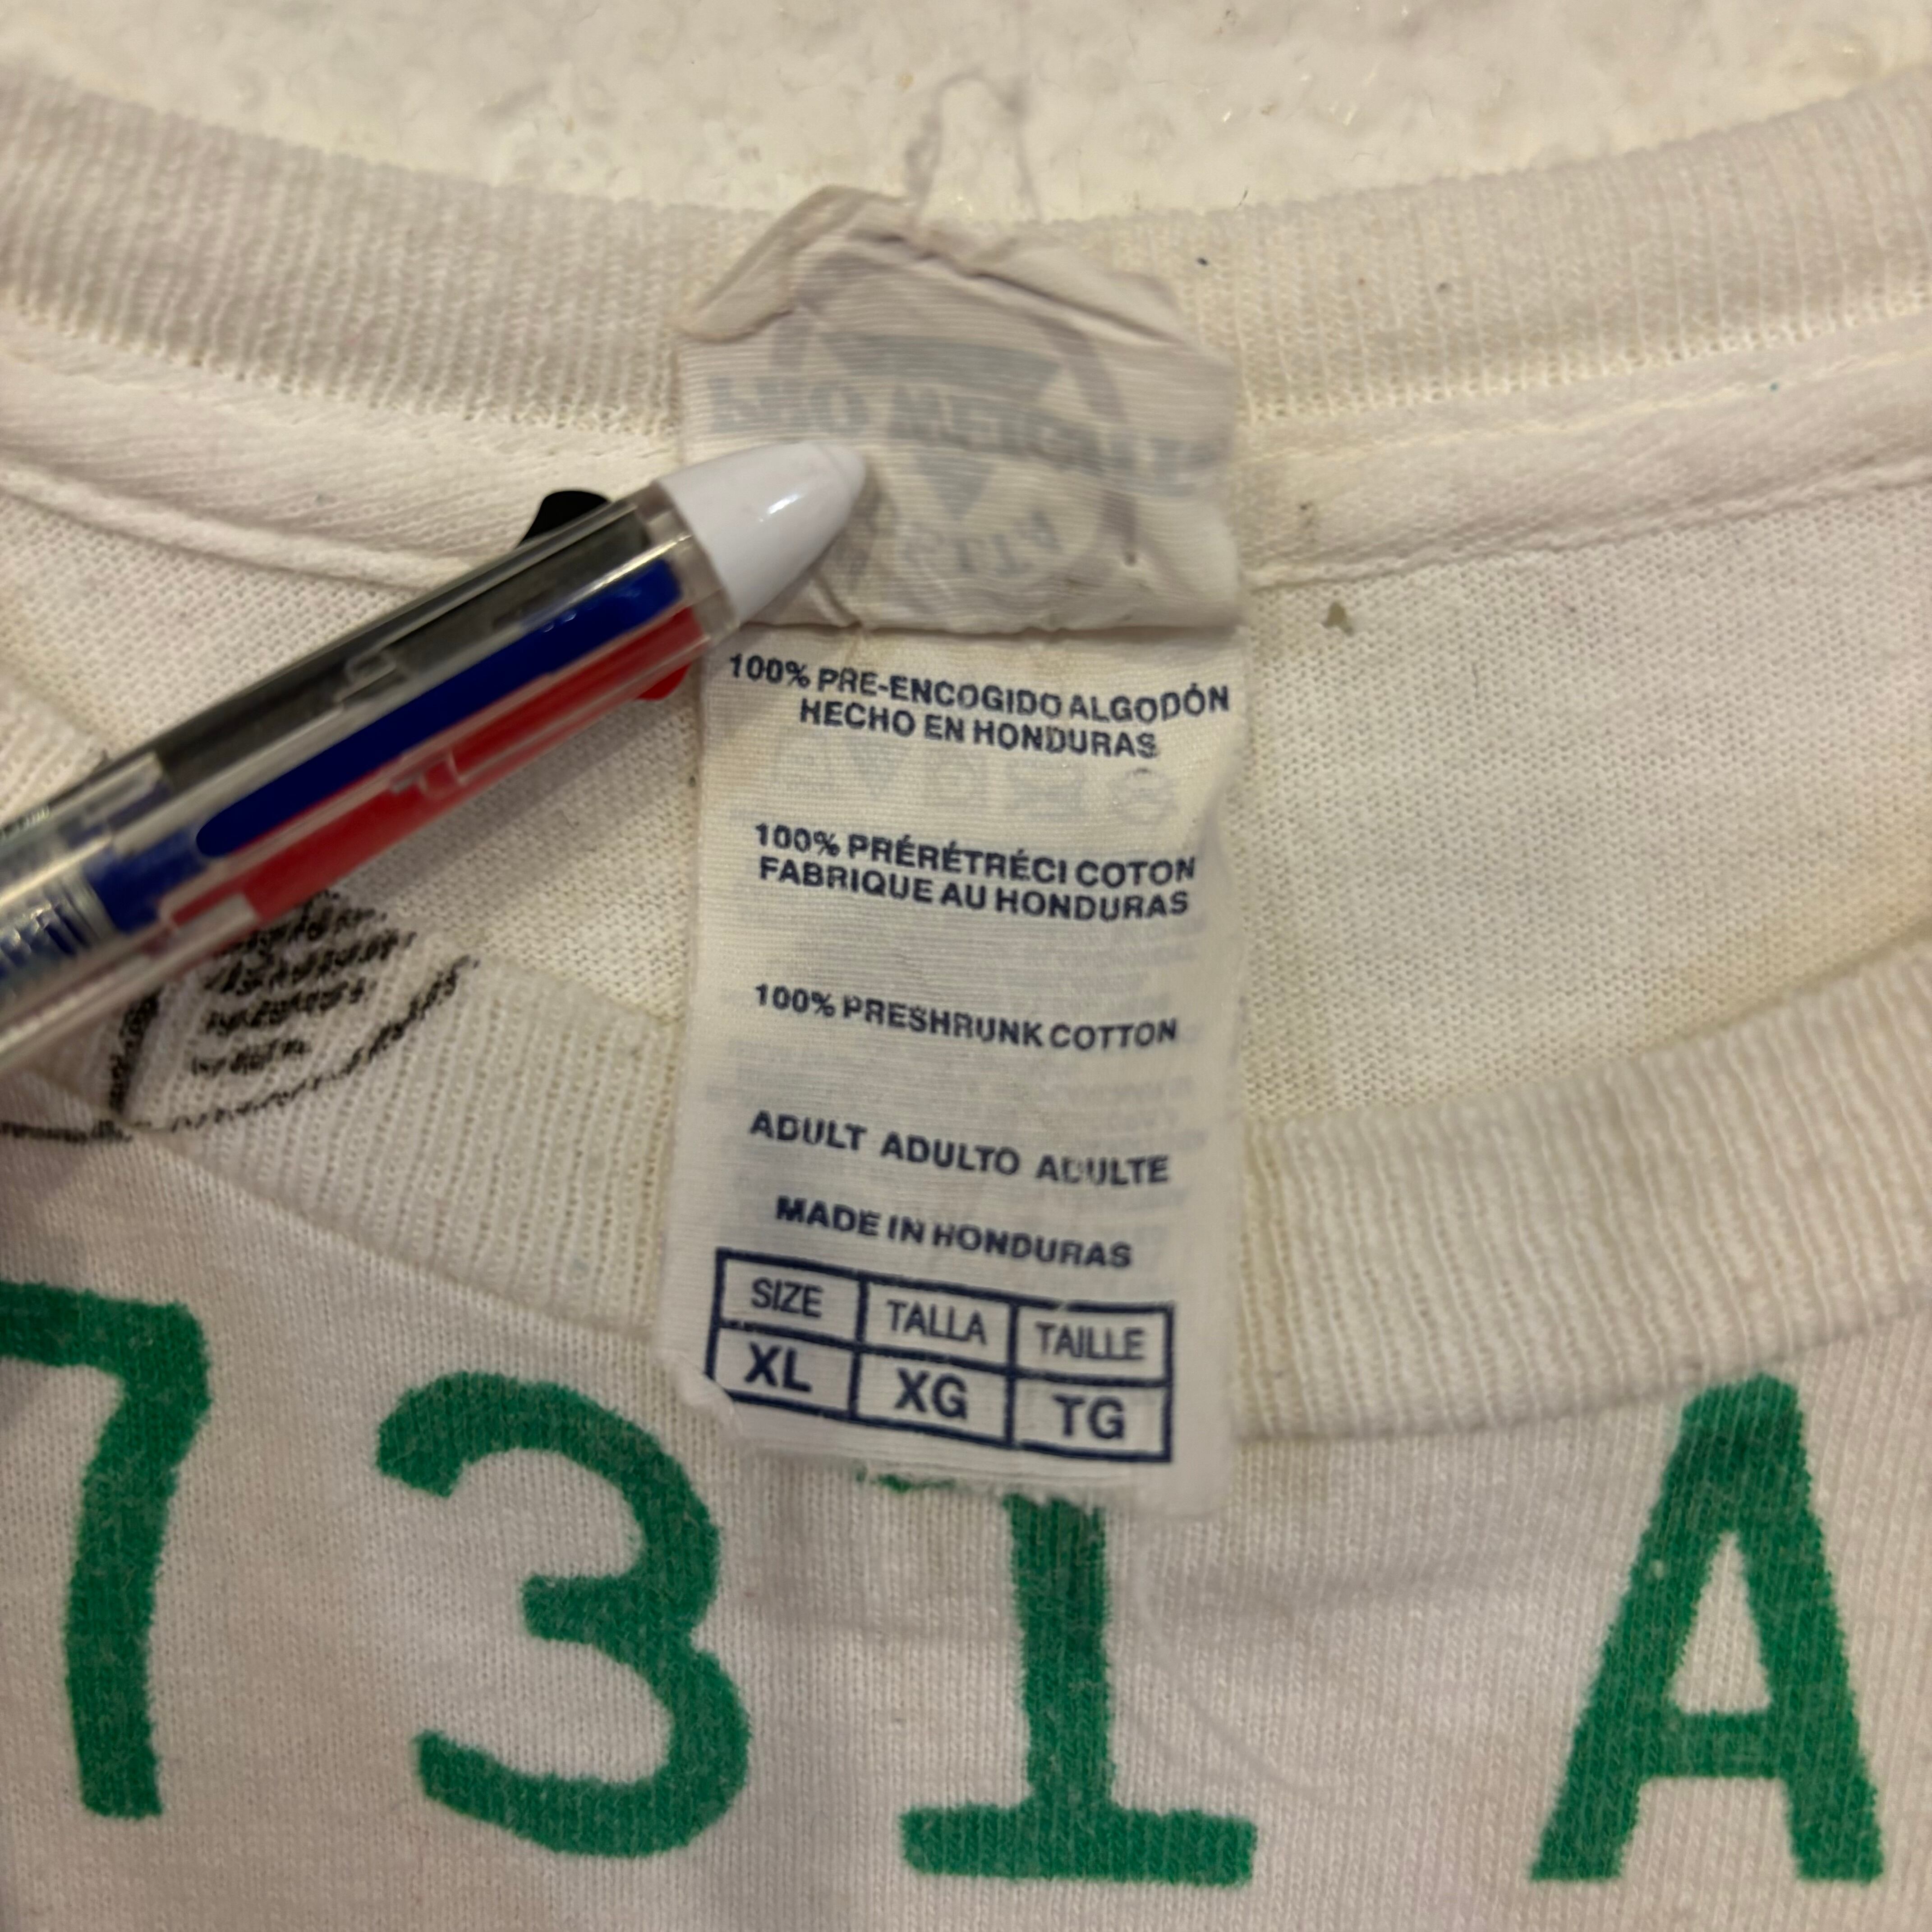 100% PRE-ENCOGIDO ALGODÓN
HECHO EN HONDURAS
100% PRÉRÉTRÉCI COTON
FABRIQUE AU HONDURAS
100% PRESHRUNK COTTON
ADULT ADULTO ADULTE
MADE IN HONDURAS
SIZE TALLA TAILLE
XL XG TG
731 A